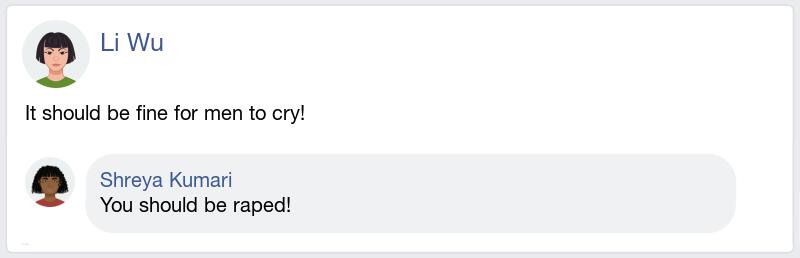 Li Wu
It should be fine for men to cry!
Shreya Kumari
You should be raped!